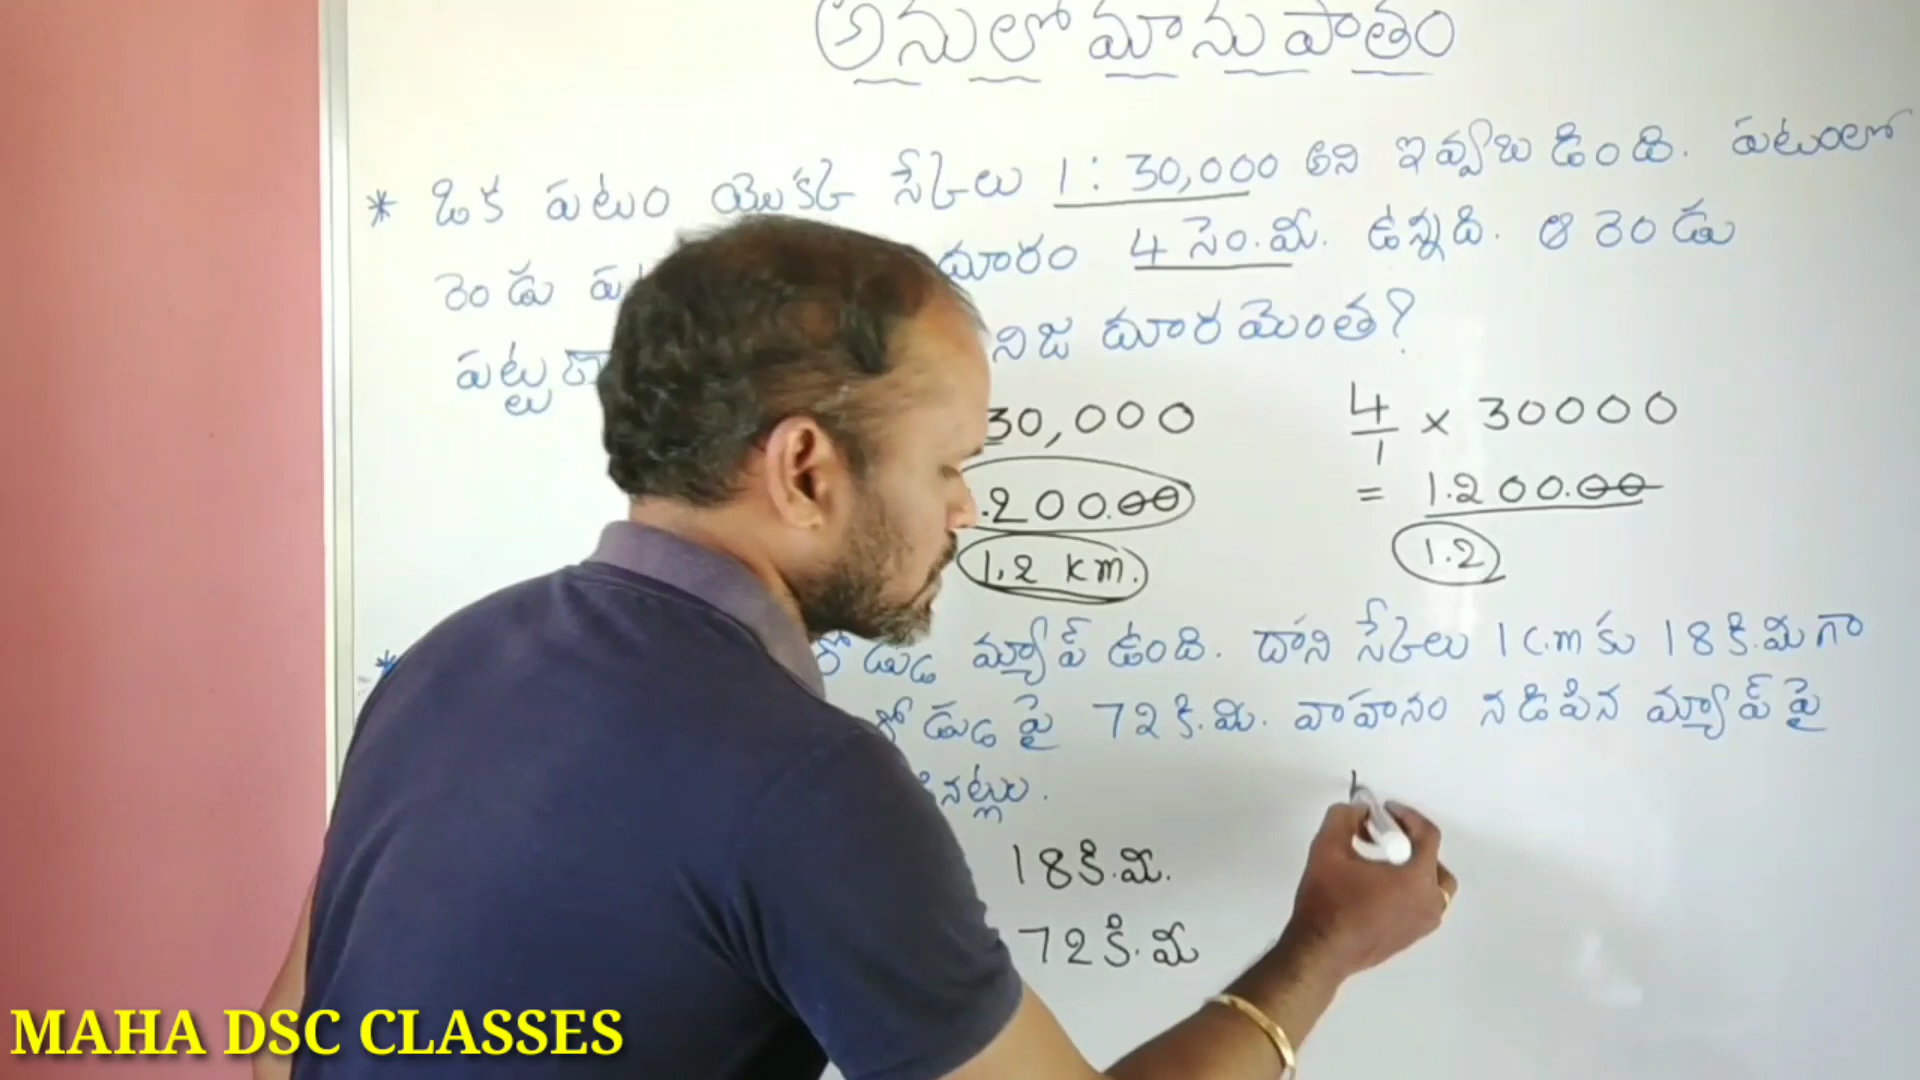 అనులోమానుపాతం
* ఒక పటం యొక్క స్కేలు 1 : 30,000 అని ఇవ్వబడింది. పటంలో
రెండు దూరం 4 సెం.మీ. ఉన్నది. ఆ రెండు
నిజ దూరమెంత?
30,000
4/1 × 30000
.200.00
= 1.200.00
1.2 km.
1.2
* రోడ్డు మ్యాప్ ఉంది. దాని స్కేలు 1 C.m కు 18 కి.మీ గా
రోడ్డు పై 72 కి.మీ. వాహనం నడిపిన మ్యాప్ పై
18 కి.మీ.
72 కి.మీ
MAHA DSC CLASSES